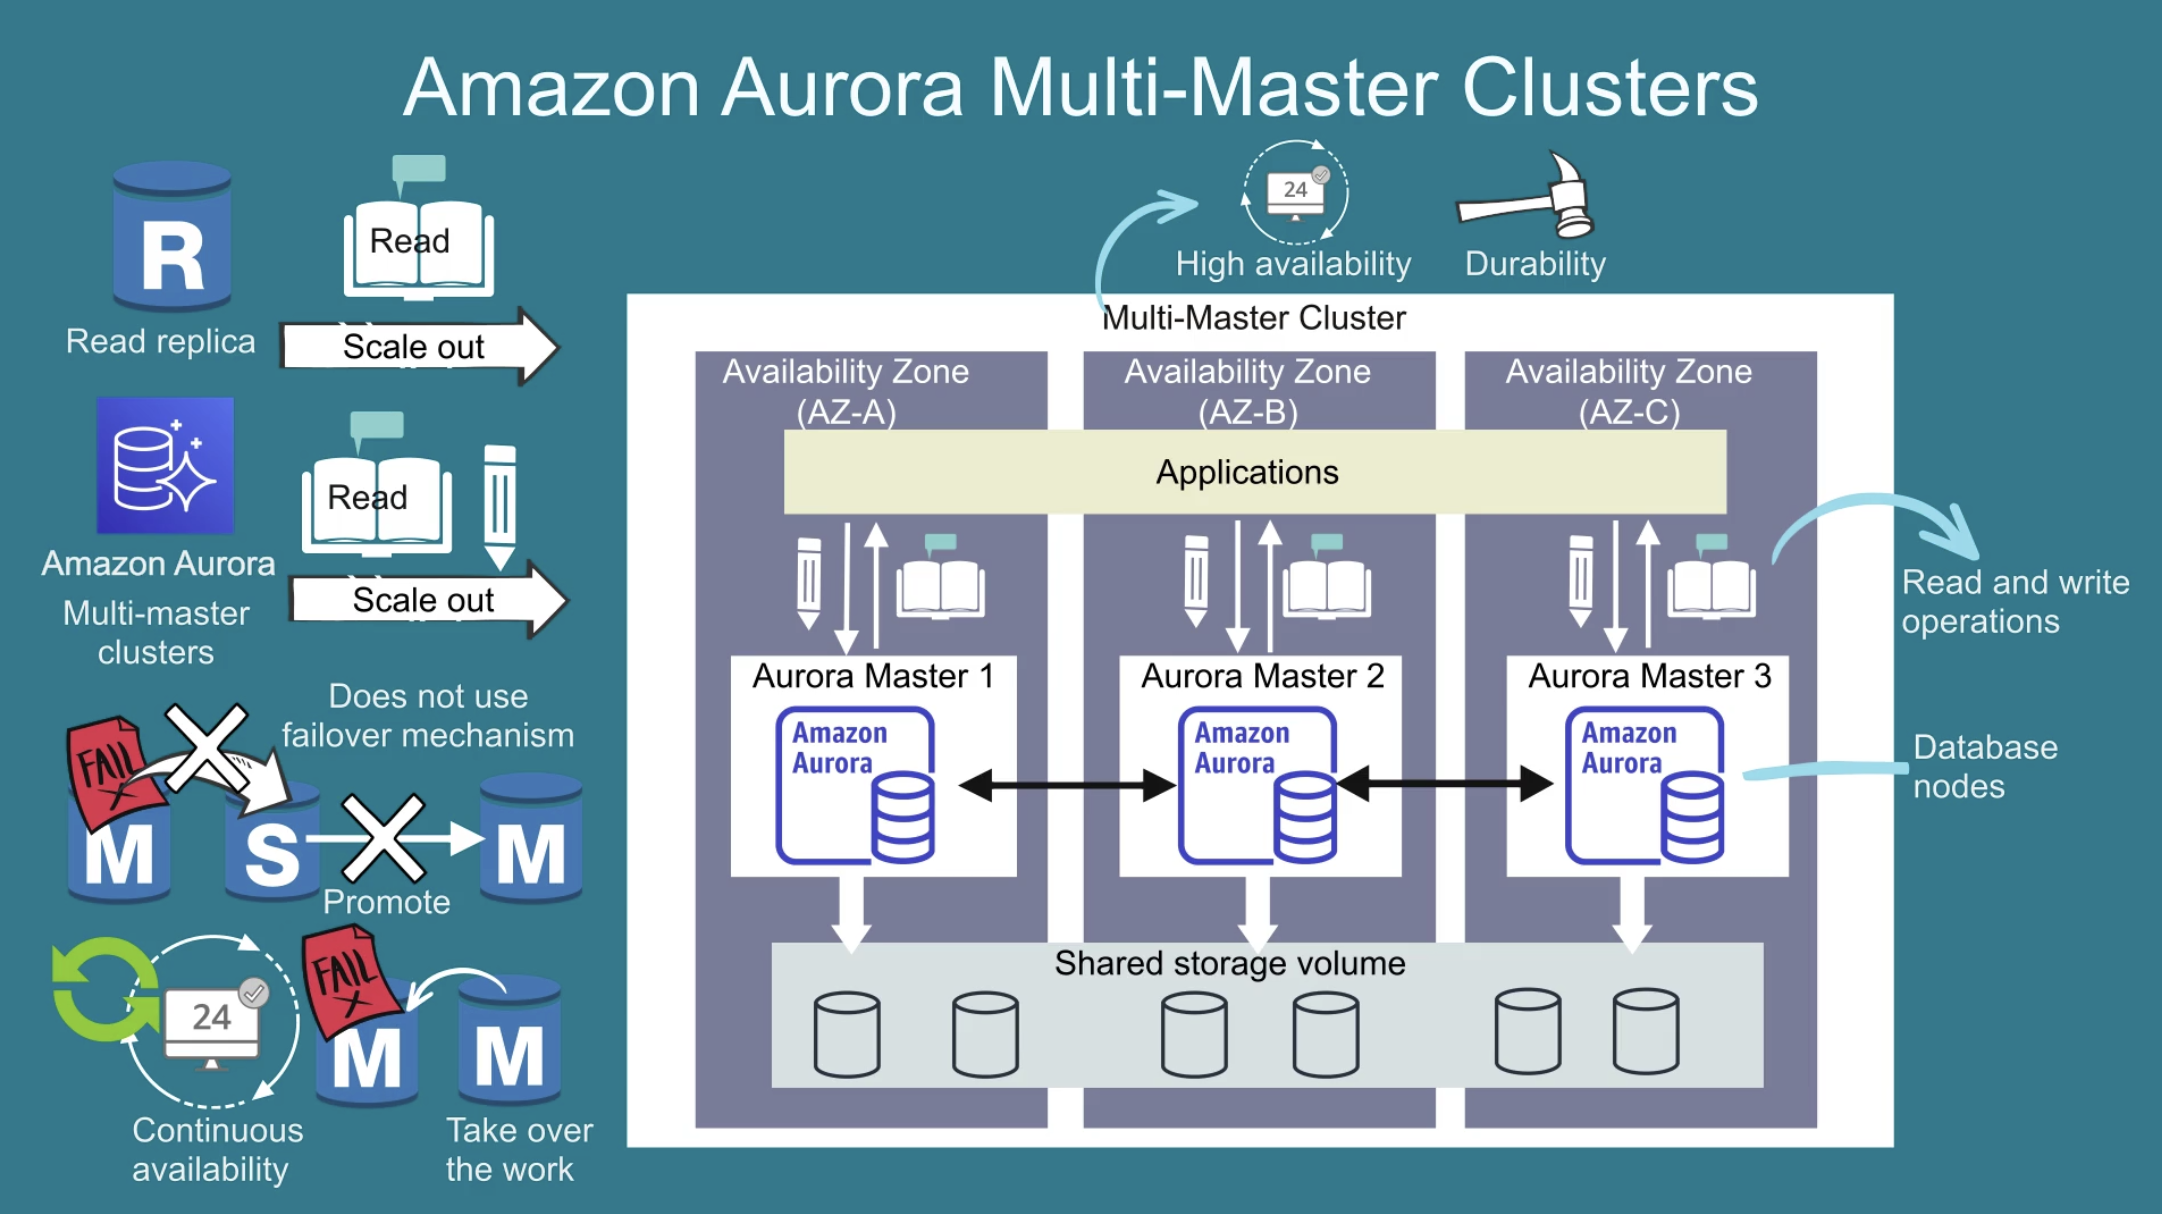 Amazon Aurora Multi-Master Clusters
R
Read
Read replica
Scale out
Read
Amazon Aurora
Multi-master
clusters
Scale out
Does not use
failover mechanism
FAIL
X
M
S
M
Promote
24
FAIL
X
M
M
Continuous
availability
Take over
the work
24
High availability
Durability
Multi-Master Cluster
Availability Zone
(AZ-A)
Availability Zone
(AZ-B)
Availability Zone
(AZ-C)
Applications
Read and write
operations
Aurora Master 1
Amazon
Aurora
Aurora Master 2
Amazon
Aurora
Aurora Master 3
Amazon
Aurora
Database
nodes
Shared storage volume